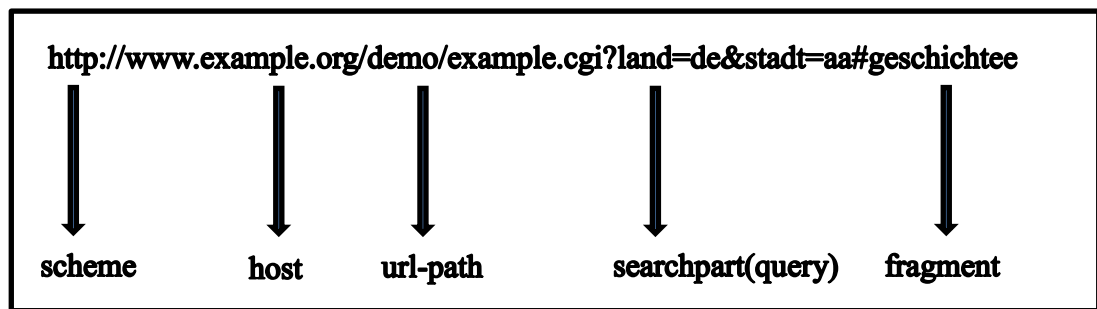 http://www.example.org/demo/example.cgi?land=de&stadt=aa#geschichtee
scheme host url-path searchpart(query) fragment